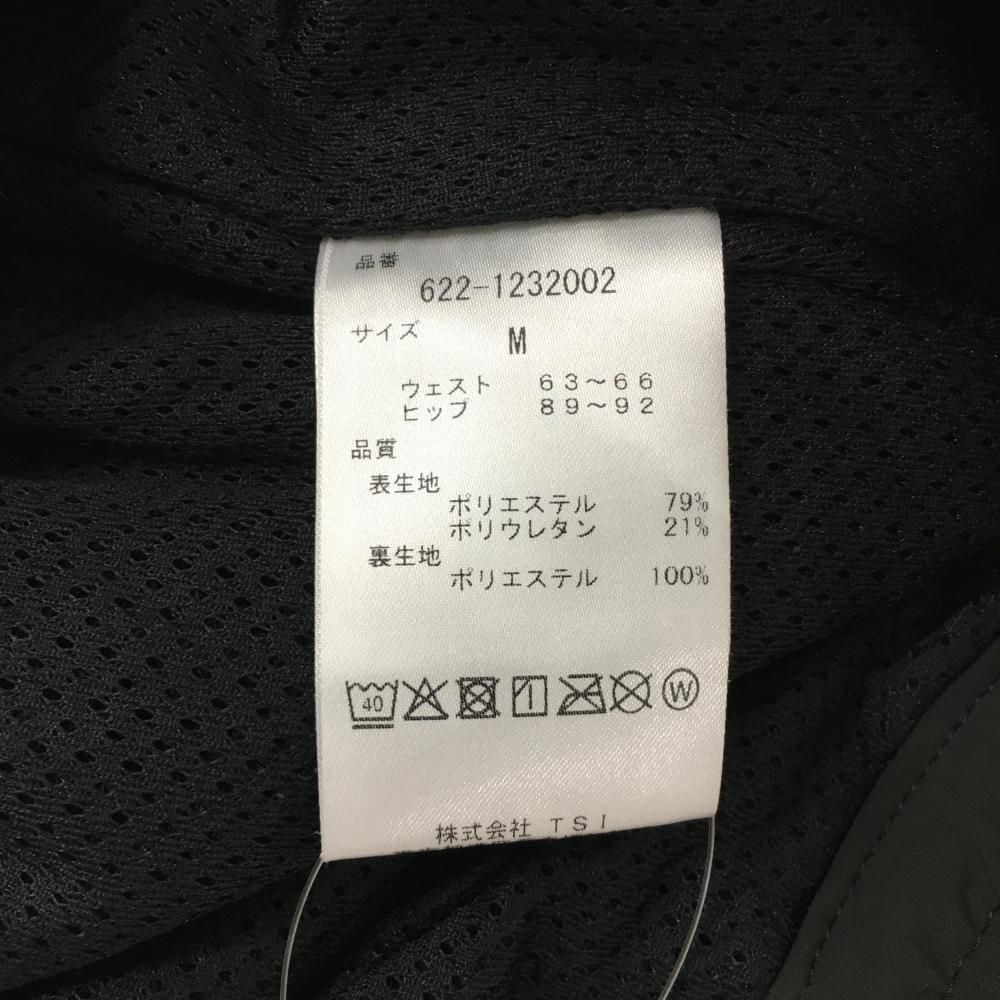 品番
622-1232002
サイズ
M
ウェスト 63～66
ヒップ 89～92
品質
表生地
ポリエステル 79%
ポリウレタン 21%
裏生地
ポリエステル 100%
40
W
株式会社 TSI